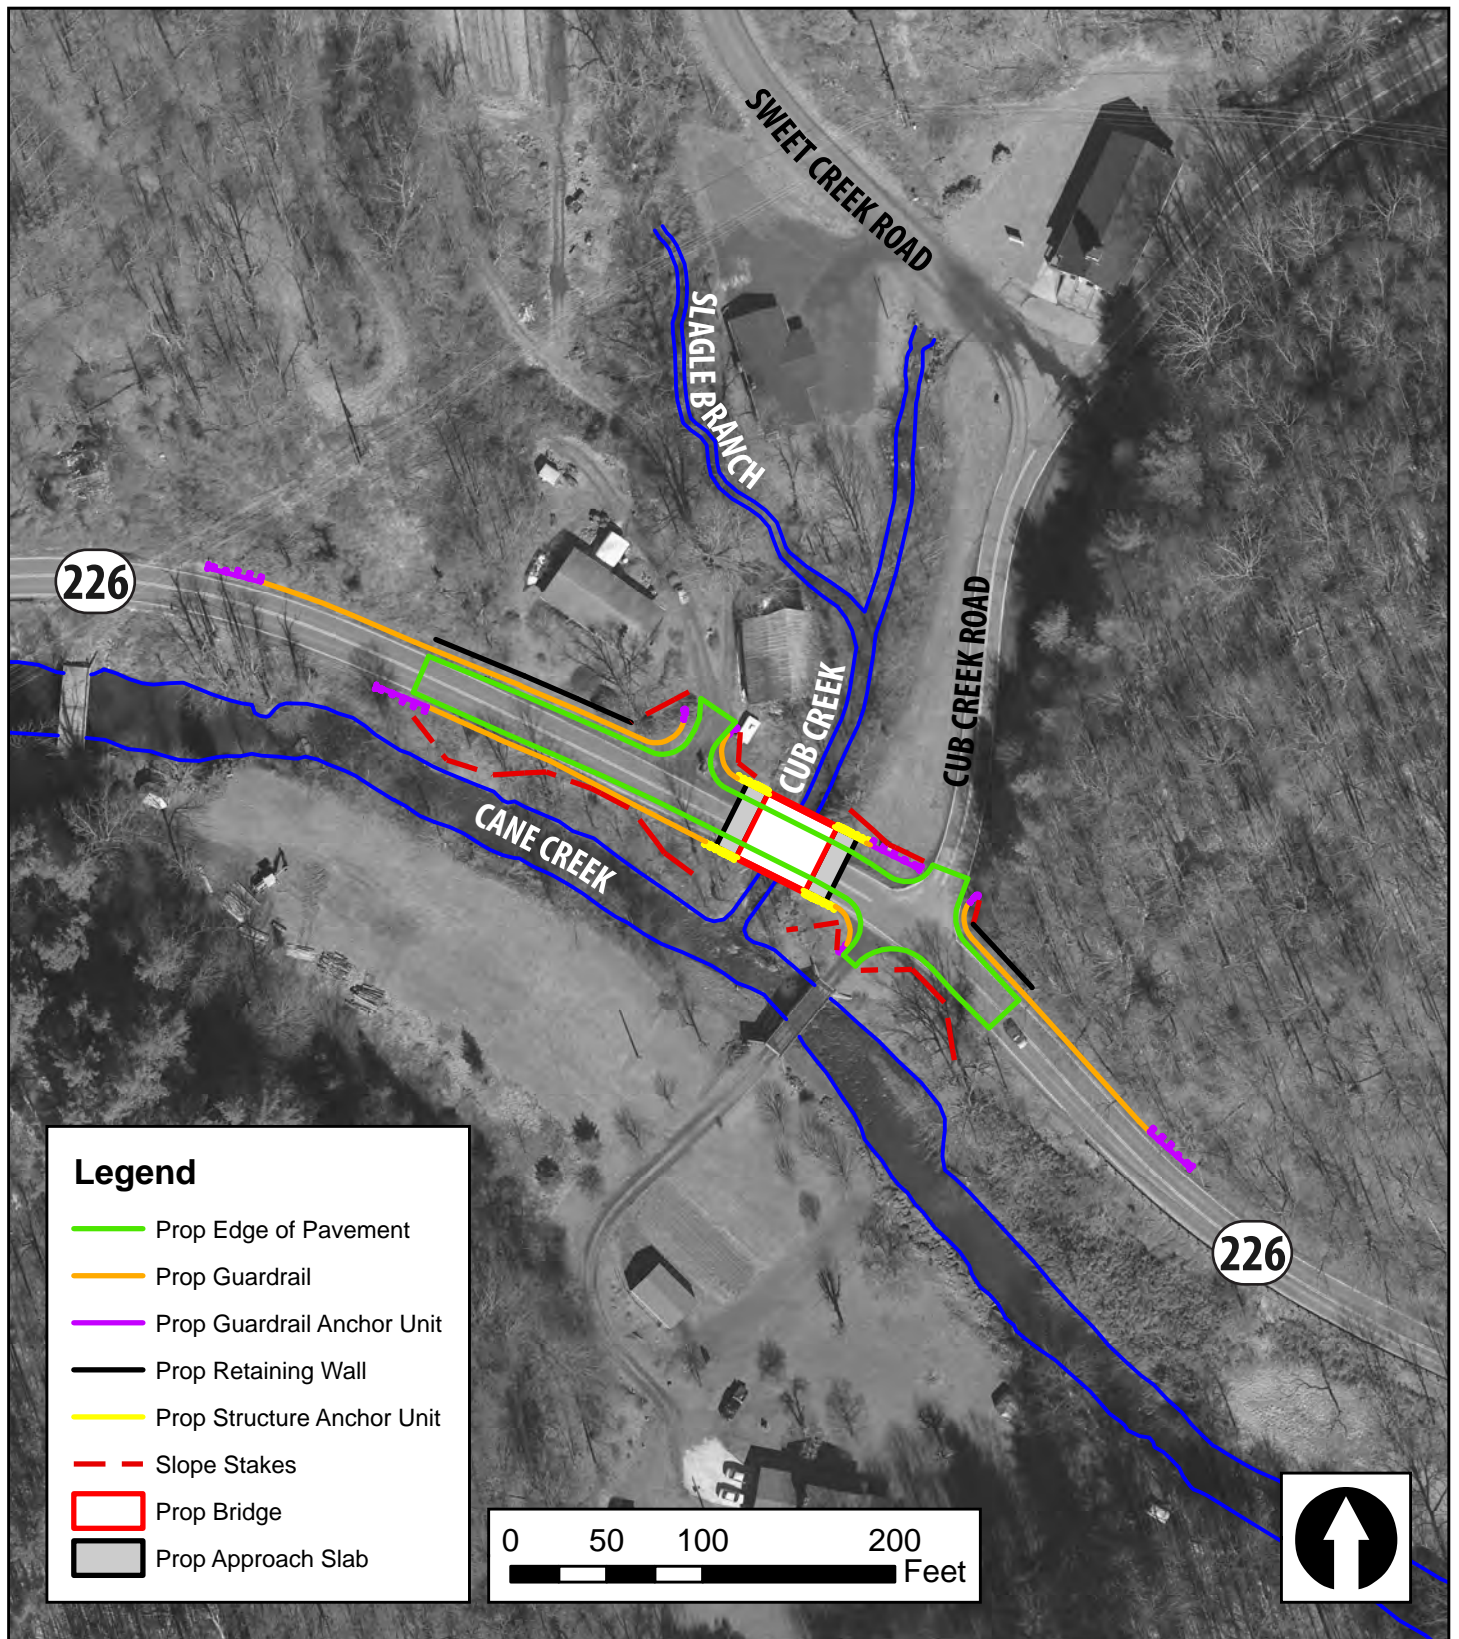 SWEET CREEK ROAD
SLAGLE BRANCH
226
CUB CREEK ROAD
CUB CREEK
CANE CREEK
226
Legend
Prop Edge of Pavement
Prop Guardrail
Prop Guardrail Anchor Unit
Prop Retaining Wall
Prop Structure Anchor Unit
Slope Stakes
Prop Bridge
Prop Approach Slab
0 50 100 200
Feet